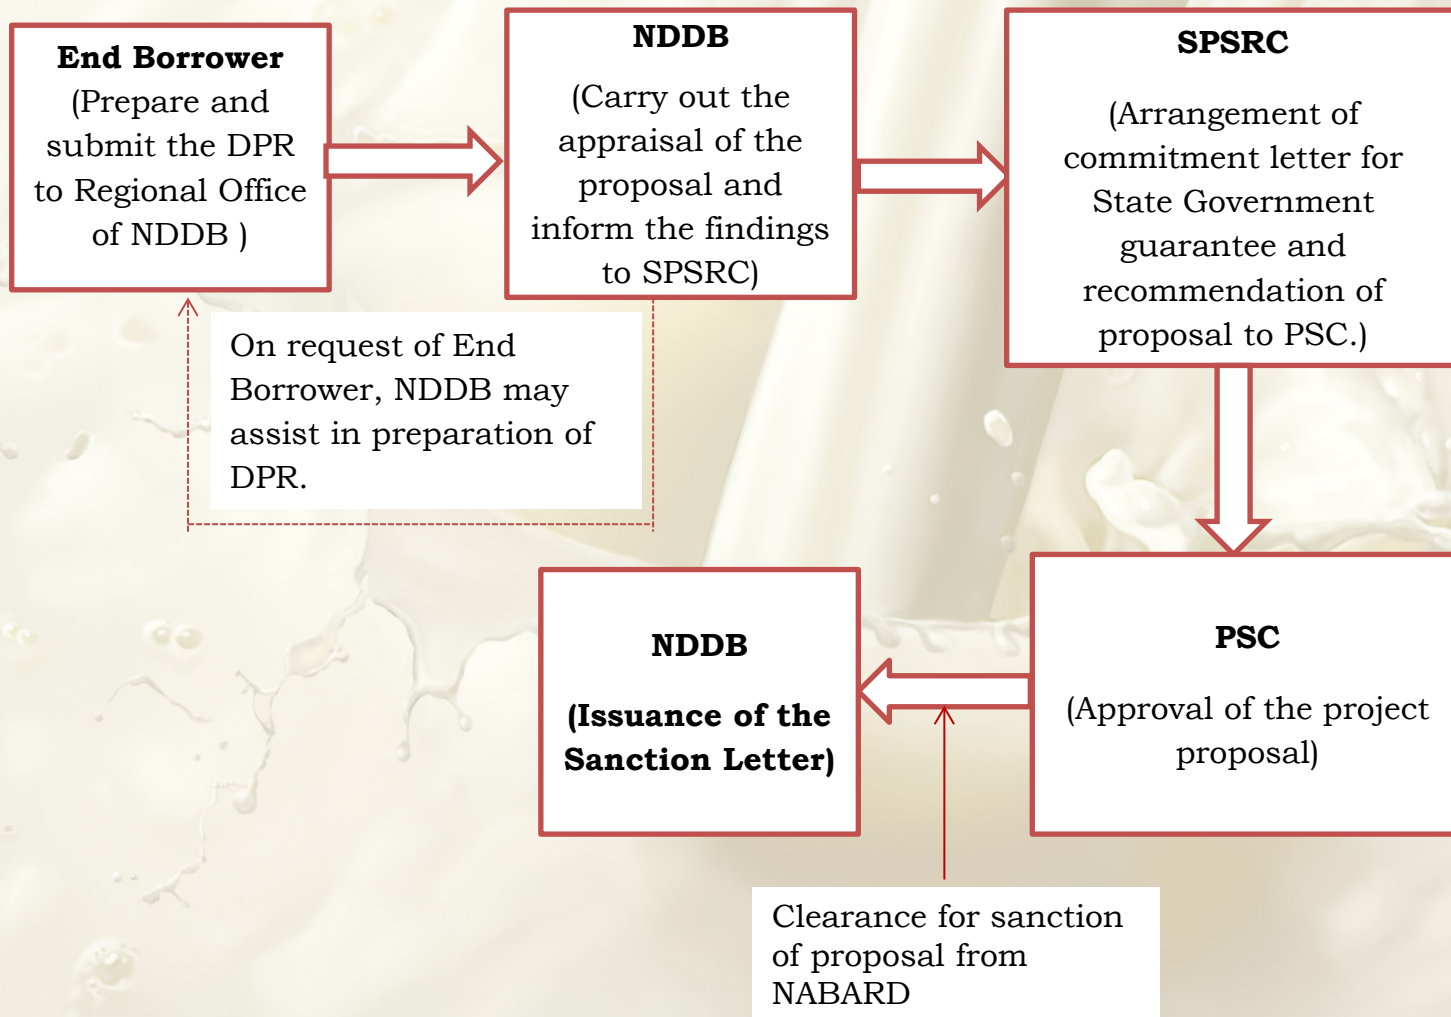 End Borrower
(Prepare and
submit the DPR
to Regional Office
of NDDB )
NDDB
(Carry out the
appraisal of the
proposal and
inform the findings
to SPSRC)
SPSRC
(Arrangement of
commitment letter for
State Government
guarantee and
recommendation of
proposal to PSC.)
On request of End
Borrower, NDDB may
assist in preparation of
DPR.
NDDB
(Issuance of the
Sanction Letter)
PSC
(Approval of the project
proposal)
Clearance for sanction
of proposal from
NABARD